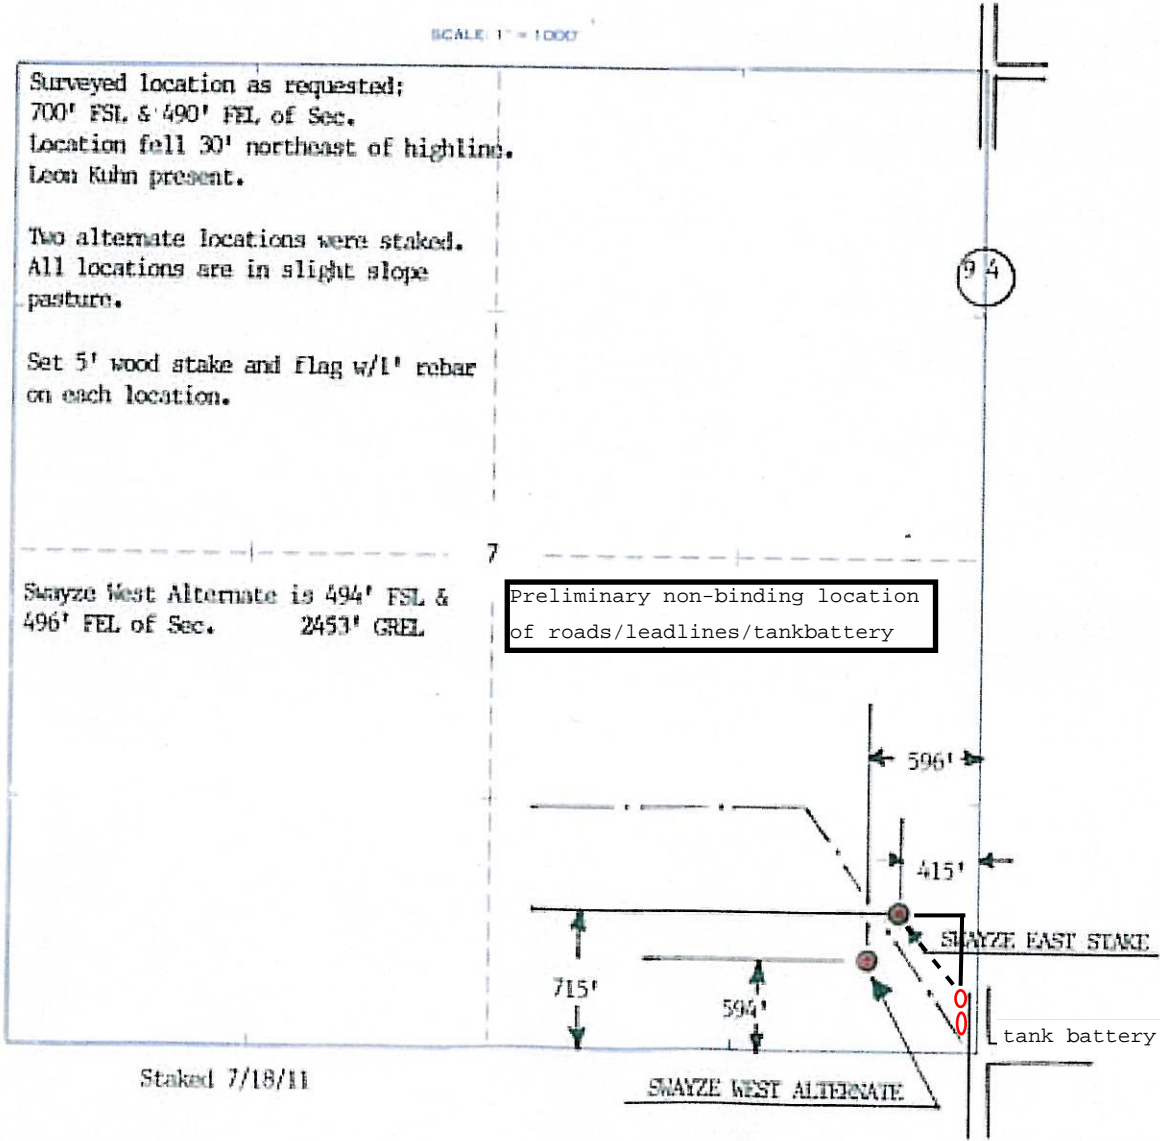 SCALE: 1" = 1000'
Surveyed location as requested;
700' FSL & 490' FEL of Sec.
Location fell 30' northeast of highline.
Leon Kuhn present.
Two alternate locations were staked.
All locations are in slight slope
pasture.
Set 5' wood stake and flag w/1' rebar
on each location.
9 4
7
Swayze West Alternate is 494' FSL &
496' FEL of Sec. 2453' GREL
Preliminary non-binding location
of roads/leadlines/tankbattery
596'
415'
SWAYZE EAST STAKE
715'
594'
tank battery
SWAYZE WEST ALTERNATE
Staked 7/18/11